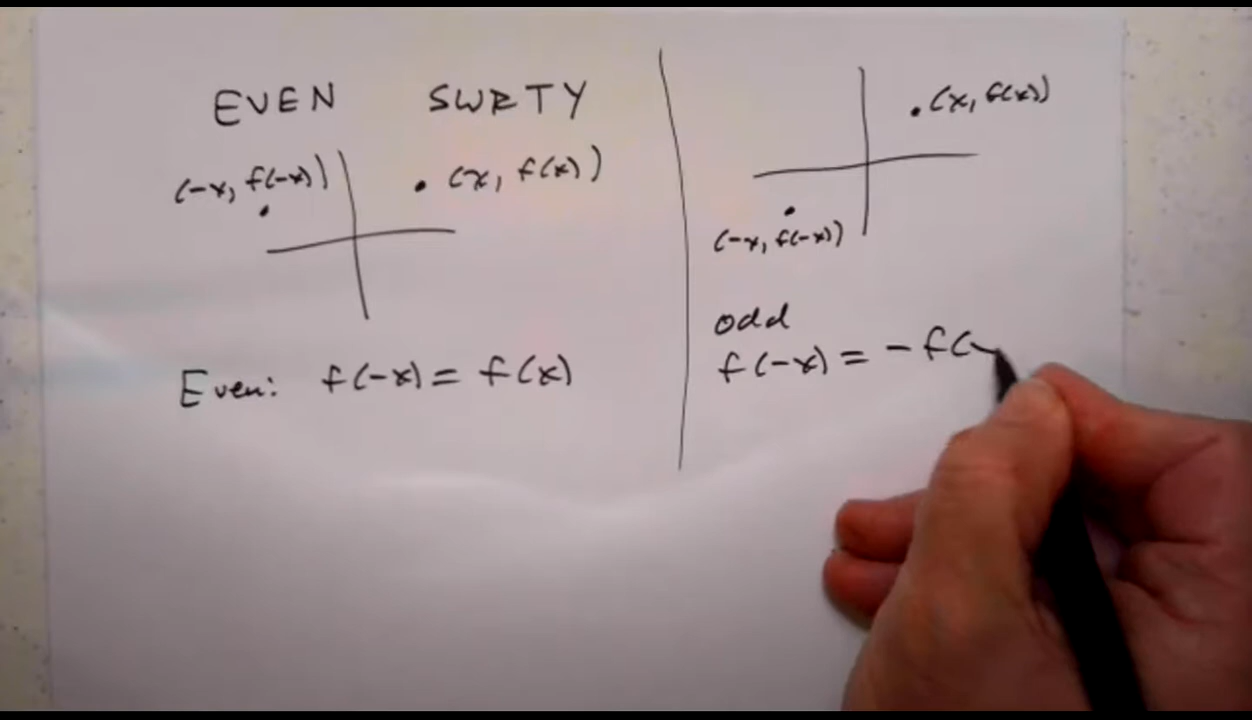 EVEN SWRTY
(-x, f(-x))
(x, f(x))
Even: f(-x) = f(x)
(x, f(x))
(-x, f(-x))
odd
f(-x) = - f(